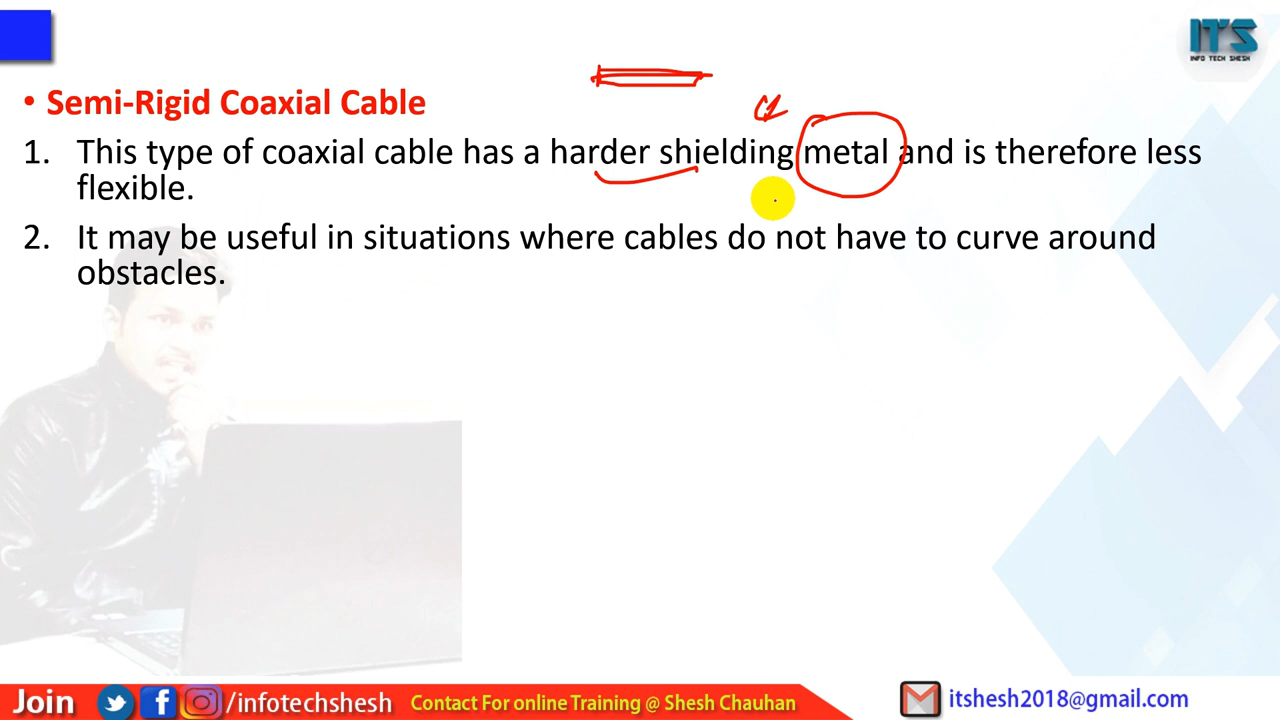 ITS
INFO TECH SHESH
• Semi-Rigid Coaxial Cable
1. This type of coaxial cable has a harder shielding metal and is therefore less
flexible.
2. It may be useful in situations where cables do not have to curve around
obstacles.
Join /infotechshesh Contact For online Training @ Shesh Chauhan itshesh2018@gmail.com